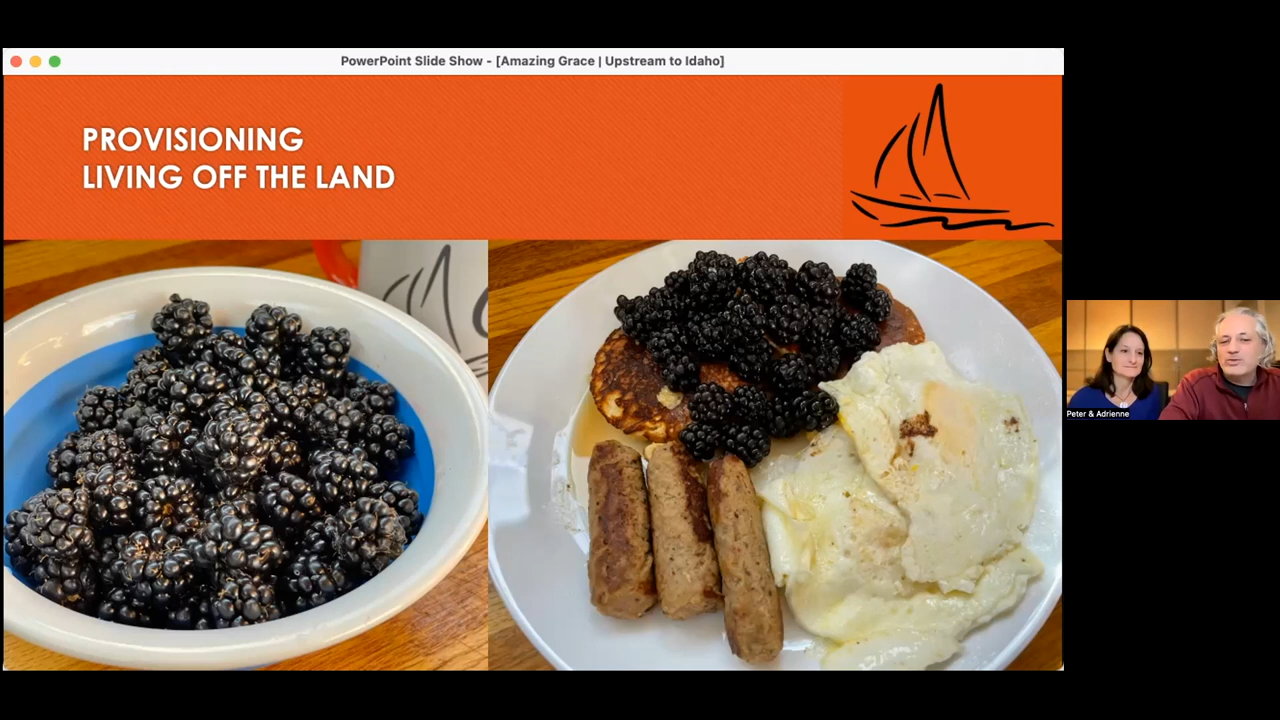 PowerPoint Slide Show - [Amazing Grace | Upstream to Idaho]
PROVISIONING
LIVING OFF THE LAND
Peter & Adrienne